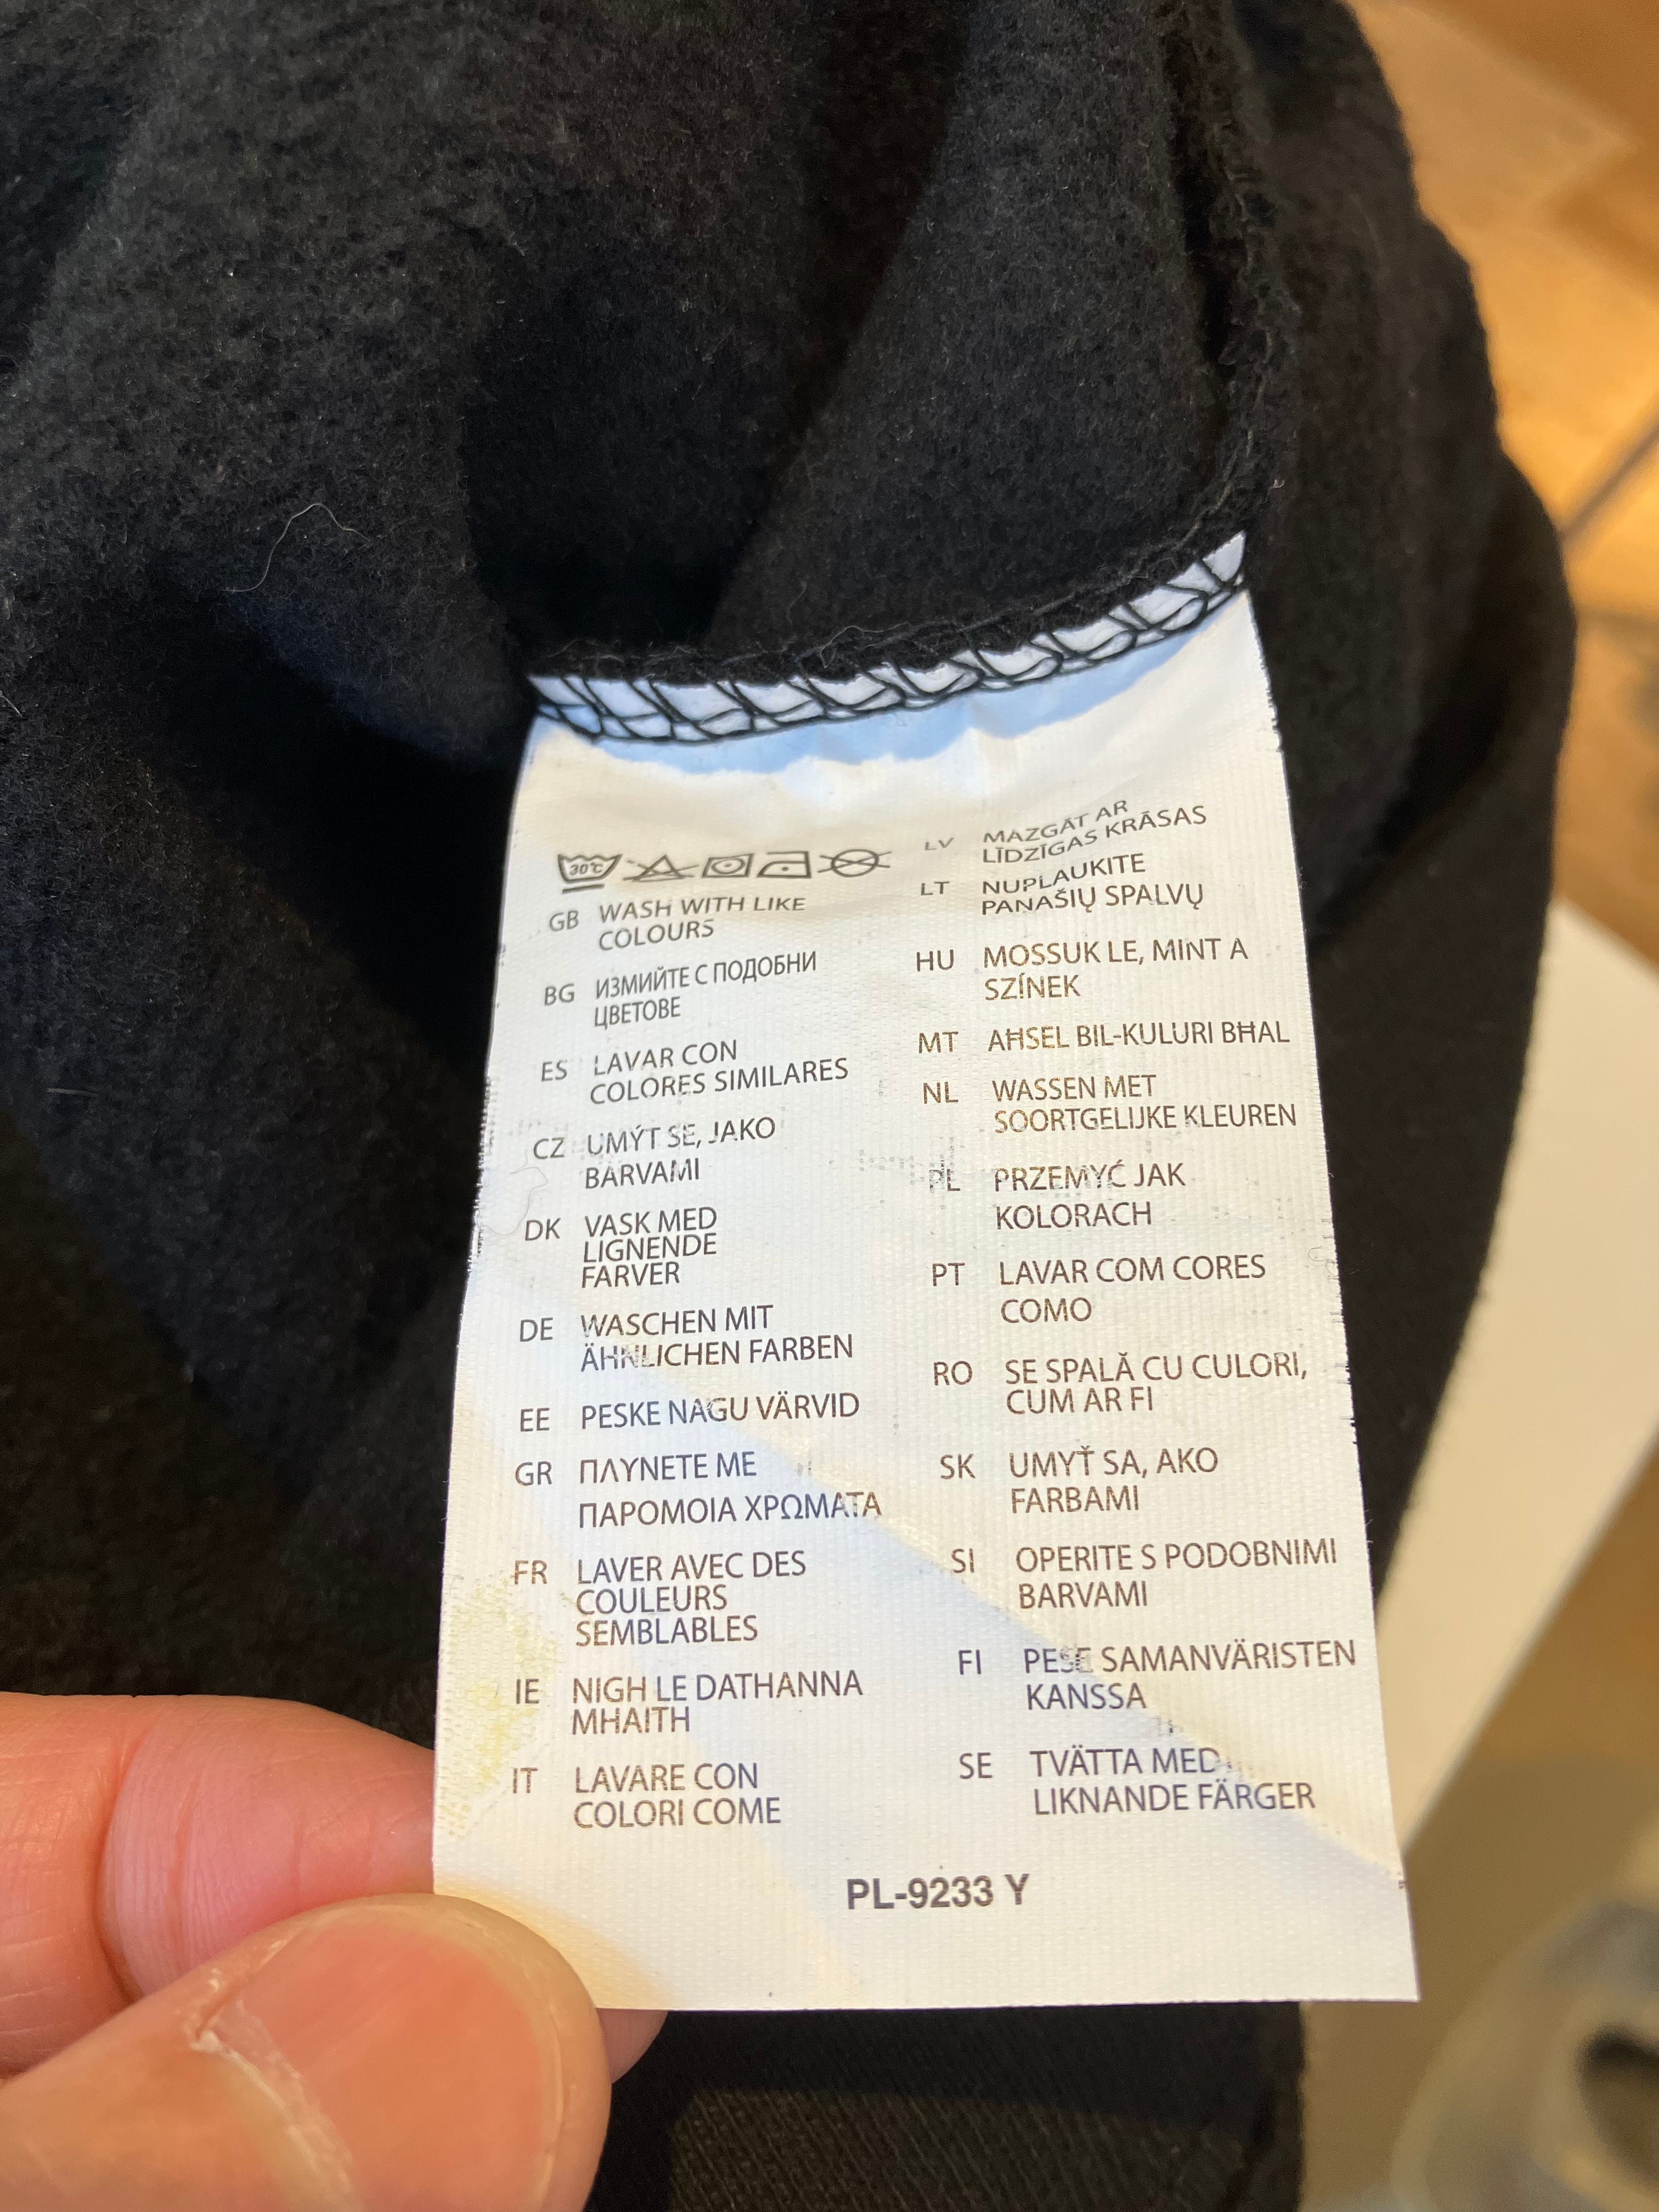 30°C
GB WASH WITH LIKE
COLOURS
BG ИЗМИЙТЕ С ПОДОБНИ
ЦВЕТОВЕ
ES LAVAR CON
COLORES SIMILARES
CZ UMÝT SE, JAKO
BARVAMI
DK VASK MED
LIGNENDE
FARVER
DE WASCHEN MIT
ÄHNLICHEN FARBEN
EE PESKE NAGU VÄRVID
GR ΠΛΥΝΕΤΕ ΜΕ
ΠΑΡΟΜΟΙΑ ΧΡΩΜΑΤΑ
FR LAVER AVEC DES
COULEURS
SEMBLABLES
IE NIGH LE DATHANNA
MHAITH
IT LAVARE CON
COLORI COME
LV MAZGĀT AR
LĪDZĪGAS KRĀSAS
LT NUPLAUKITE
PANAŠIŲ SPALVŲ
HU MOSSUK LE, MINT A
SZÍNEK
MT AĦSEL BIL-KULURI BĦAL
NL WASSEN MET
SOORTGELIJKE KLEUREN
PL PRZEMYĆ JAK
KOLORACH
PT LAVAR COM CORES
COMO
RO SE SPALĂ CU CULORI,
CUM AR FI
SK UMYŤ SA, AKO
FARBAMI
SI OPERITE S PODOBNIMI
BARVAMI
FI PESE SAMANVÄRISTEN
KANSSA
SE TVÄTTA MED
LIKNANDE FÄRGER
PL-9233 Y